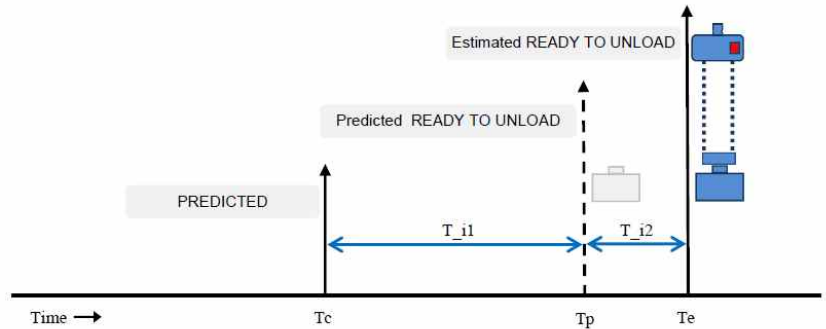 Estimated READY TO UNLOAD
Predicted READY TO UNLOAD
PREDICTED
T_i1
T_i2
Time
Tc
Tp
Te